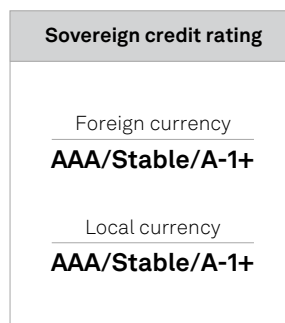 Sovereign credit rating
Foreign currency
AAA/Stable/A-1+
Local currency
AAA/Stable/A-1+